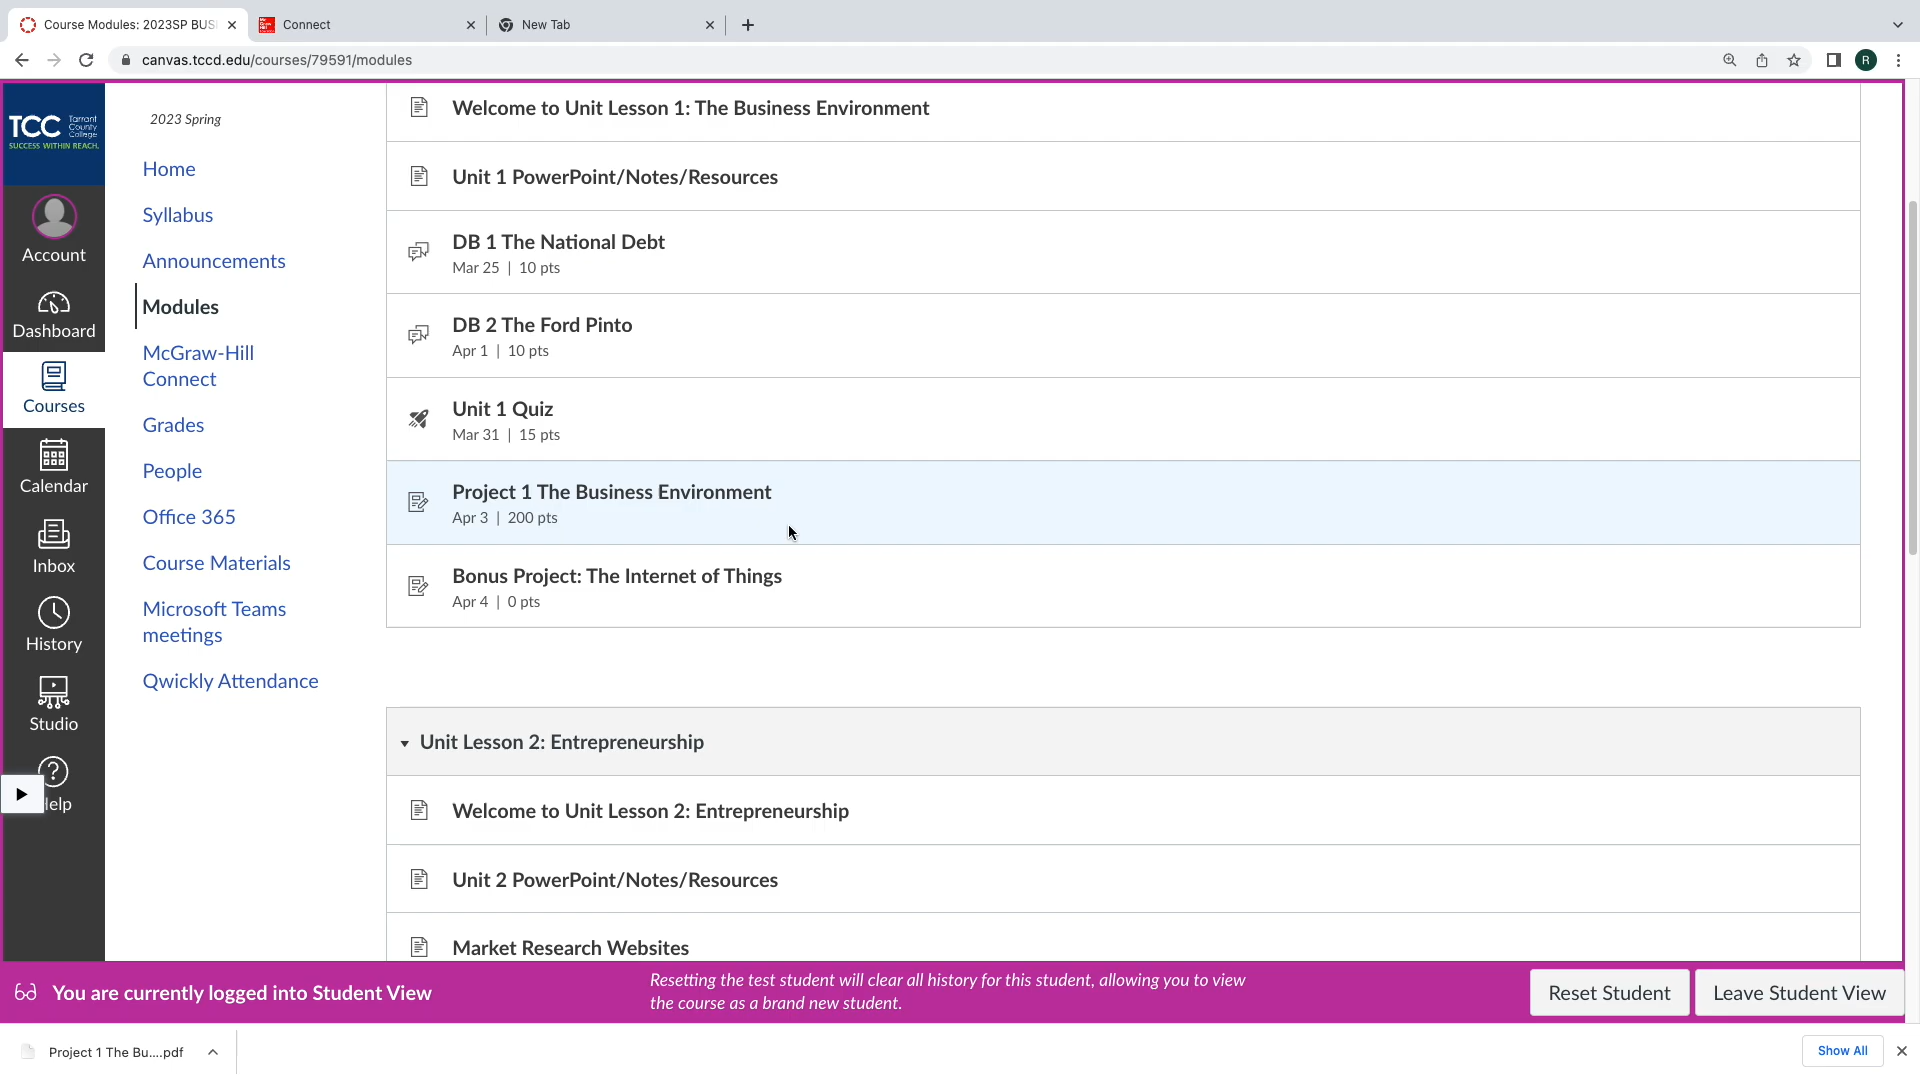 Course Modules: 2023SP BUS
Connect
New Tab
canvas.tccd.edu/courses/79591/modules
R
TCC Tarrant County College
SUCCESS WITHIN REACH.
Account
Dashboard
Courses
Calendar
Inbox
History
Studio
elp
2023 Spring
Home
Syllabus
Announcements
Modules
McGraw-Hill
Connect
Grades
People
Office 365
Course Materials
Microsoft Teams
meetings
Qwickly Attendance
Welcome to Unit Lesson 1: The Business Environment
Unit 1 PowerPoint/Notes/Resources
DB 1 The National Debt
Mar 25 | 10 pts
DB 2 The Ford Pinto
Apr 1 | 10 pts
Unit 1 Quiz
Mar 31 | 15 pts
Project 1 The Business Environment
Apr 3 | 200 pts
Bonus Project: The Internet of Things
Apr 4 | 0 pts
Unit Lesson 2: Entrepreneurship
Welcome to Unit Lesson 2: Entrepreneurship
Unit 2 PowerPoint/Notes/Resources
Market Research Websites
You are currently logged into Student View
Resetting the test student will clear all history for this student, allowing you to view
the course as a brand new student.
Reset Student
Leave Student View
Project 1 The Bu....pdf
Show All